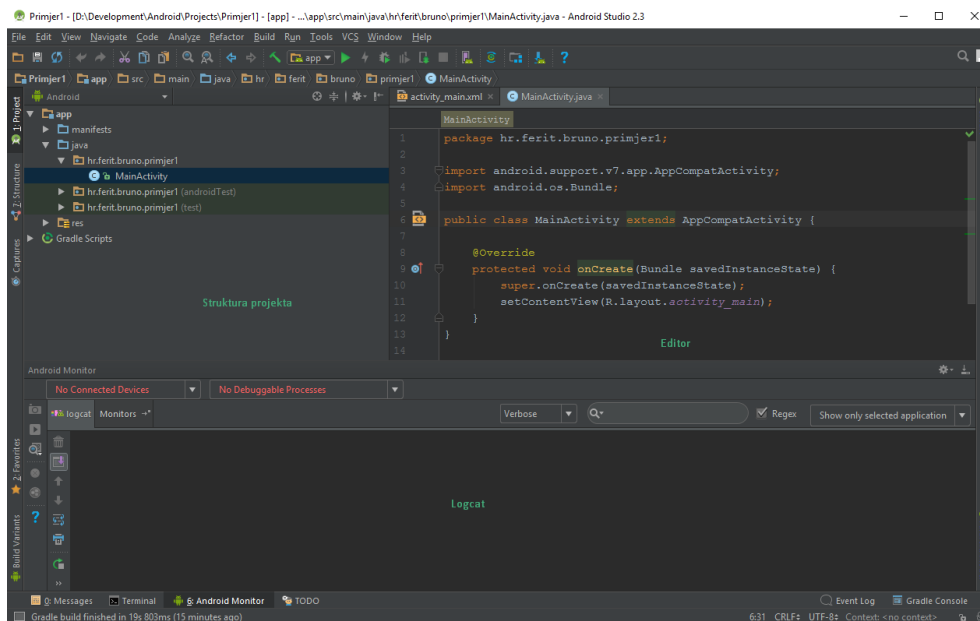 Primjer1 - [D:\Development\Android\Projects\Primjer1] - [app] - ...\app\src\main\java\hr\ferit\bruno\primjer1\MainActivity.java - Android Studio 2.3
File Edit View Navigate Code Analyze Refactor Build Run Tools VCS Window Help
app
Primjer1 app src main java hr ferit bruno primjer1 MainActivity
1: Project
7: Structure
Captures
2: Favorites
Build Variants
Android
activity_main.xml MainActivity.java
app
manifests
java
hr.ferit.bruno.primjer1
MainActivity
hr.ferit.bruno.primjer1 (androidTest)
hr.ferit.bruno.primjer1 (test)
res
Gradle Scripts
Struktura projekta
MainActivity
1 package hr.ferit.bruno.primjer1;
2
3 import android.support.v7.app.AppCompatActivity;
4 import android.os.Bundle;
5
6 public class MainActivity extends AppCompatActivity {
7
8 @Override
9 protected void onCreate(Bundle savedInstanceState) {
10 super.onCreate(savedInstanceState);
11 setContentView(R.layout.activity_main);
12 }
13 }
14
Editor
Android Monitor
No Connected Devices No Debuggable Processes
logcat Monitors Verbose Regex Show only selected application
Logcat
0: Messages Terminal 6: Android Monitor TODO Event Log Gradle Console
Gradle build finished in 19s 803ms (15 minutes ago) 6:31 CRLF UTF-8 Context: <no context>